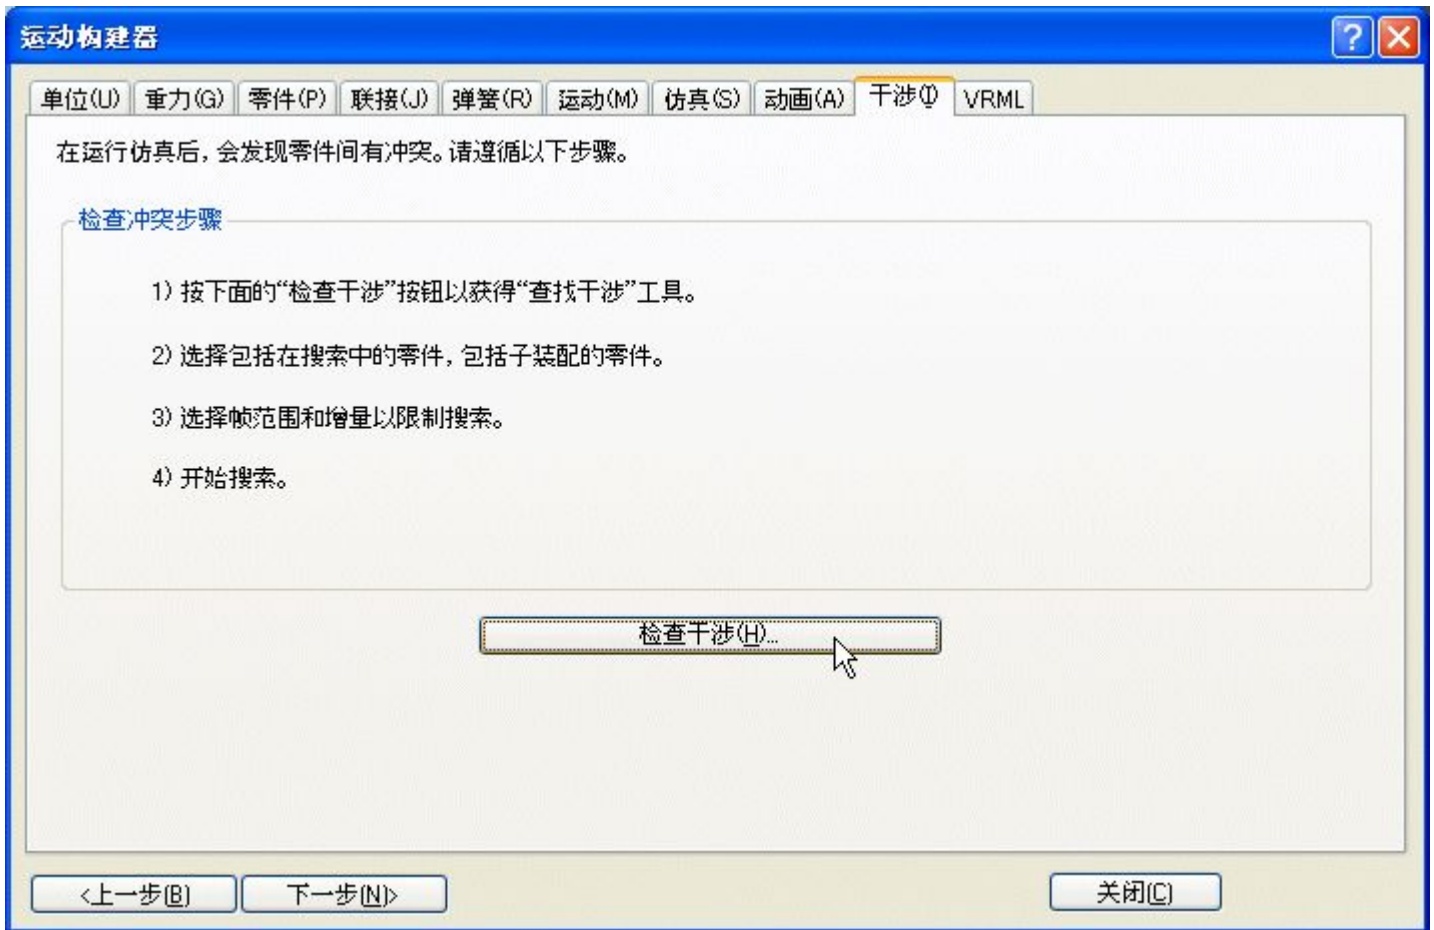 运动构建器
单位(U) 重力(G) 零件(P) 联接(J) 弹簧(R) 运动(M) 仿真(S) 动画(A) 干涉(I) VRML
在运行仿真后,会发现零件间有冲突。请遵循以下步骤。
检查冲突步骤
1) 按下面的“检查干涉”按钮以获得“查找干涉”工具。
2) 选择包括在搜索中的零件,包括子装配的零件。
3) 选择帧范围和增量以限制搜索。
4) 开始搜索。
检查干涉(H)...
<上一步(B) 下一步(N)> 关闭(C)